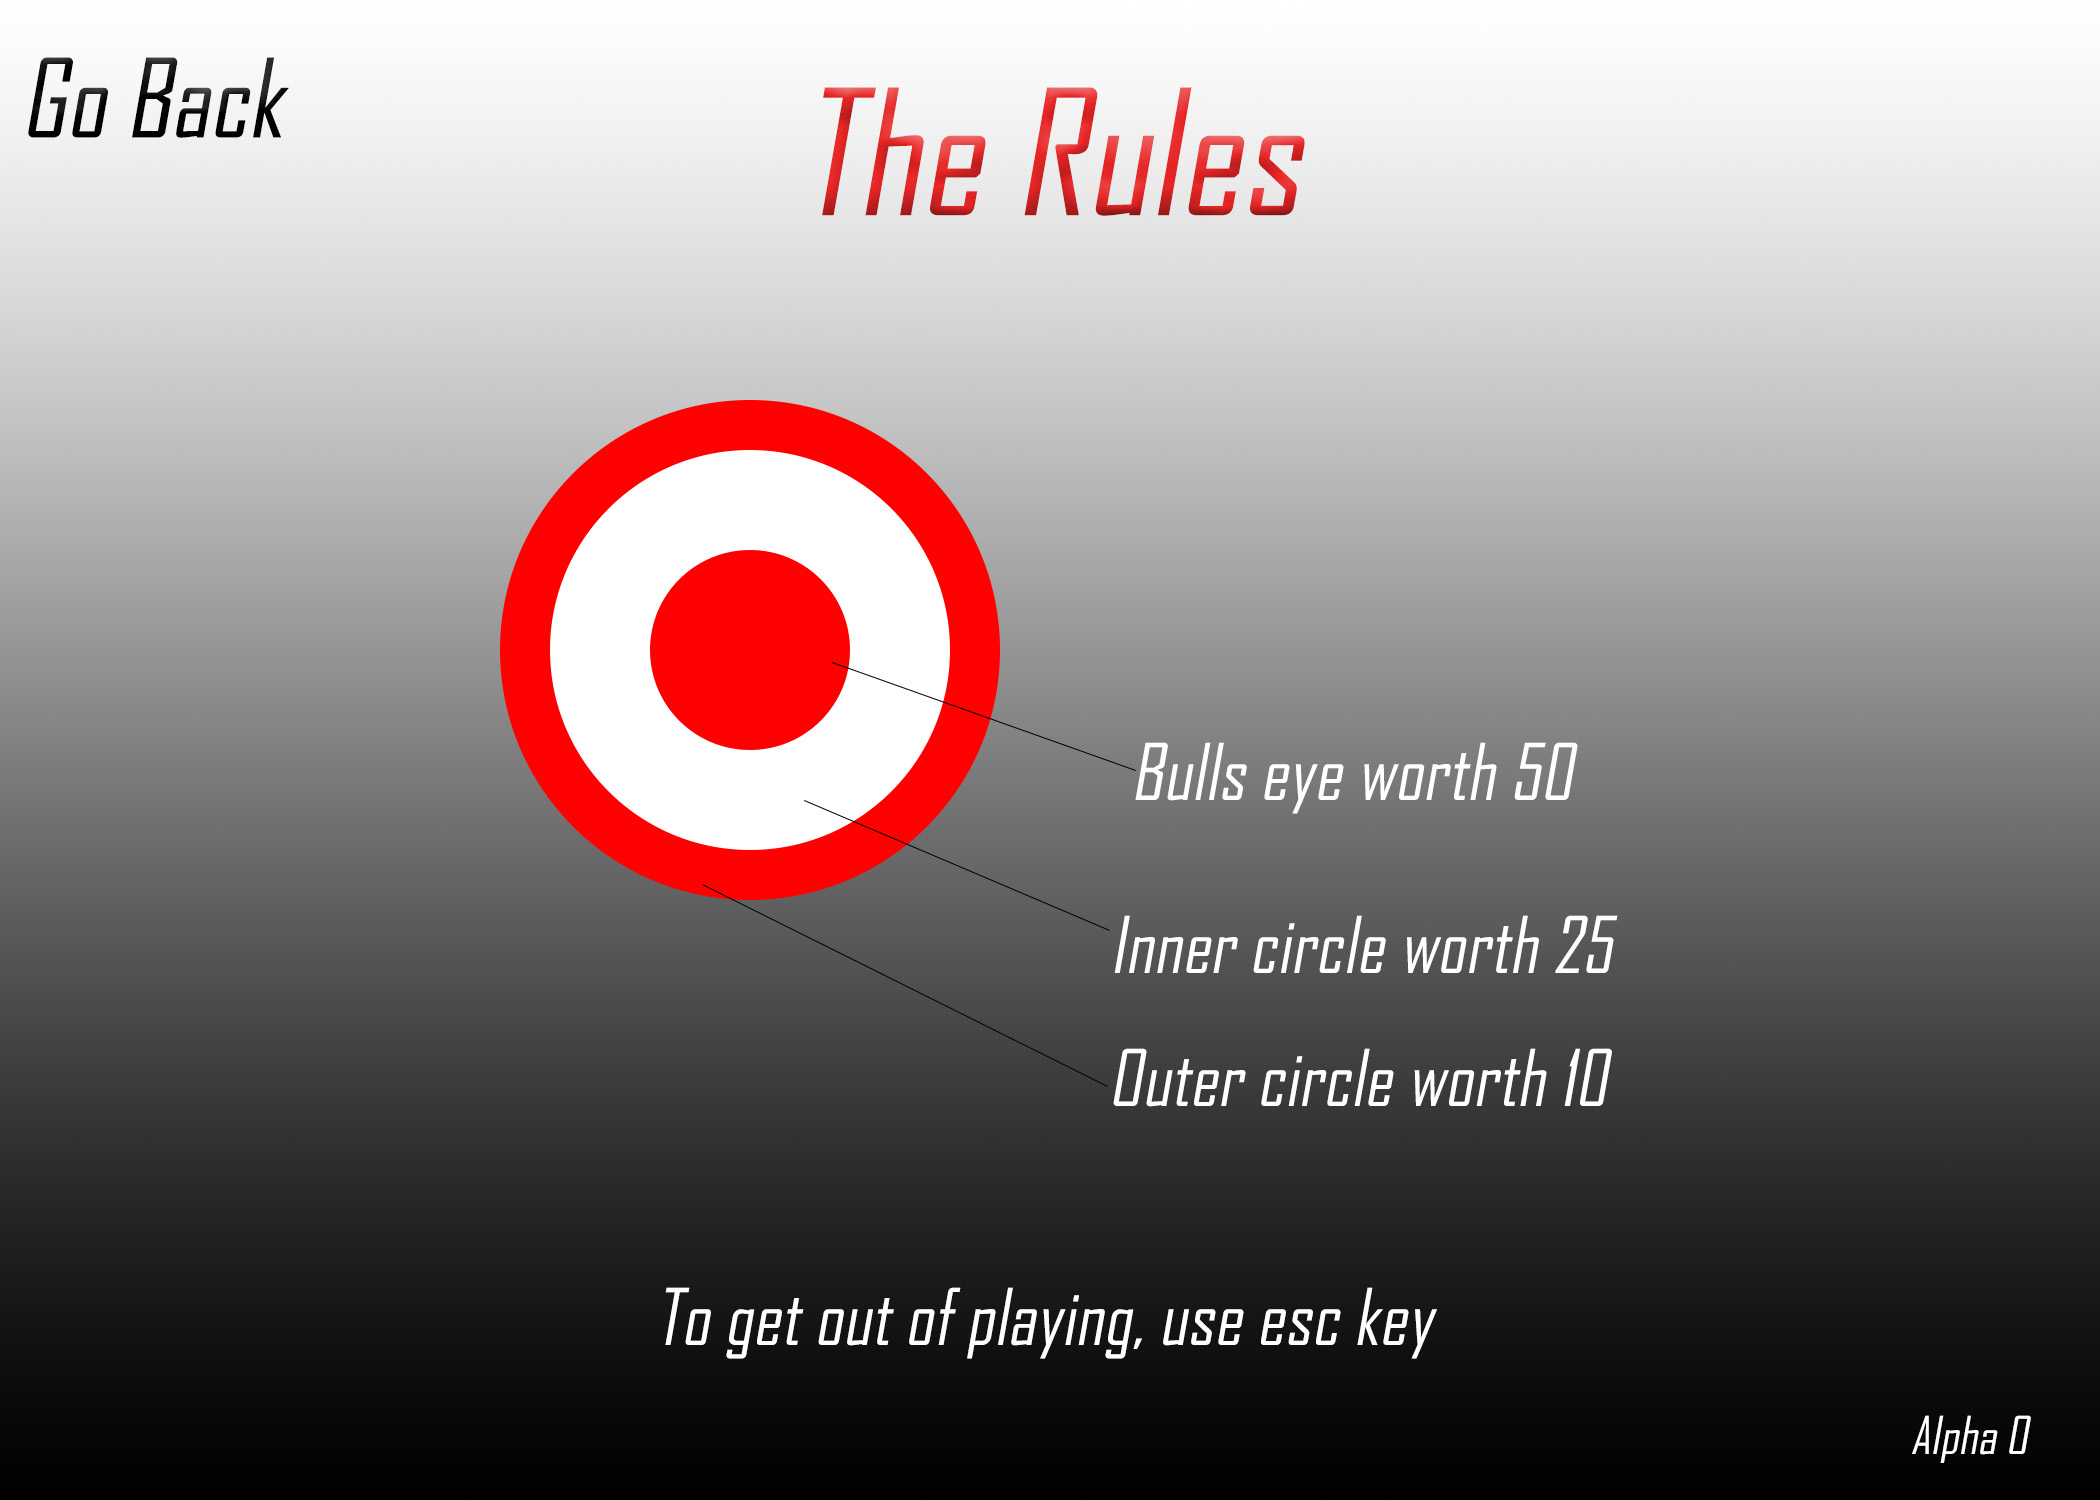 Go Back
The Rules
Bulls eye worth 50
Inner circle worth 25
Outer circle worth 10
To get out of playing, use esc key
Alpha 0